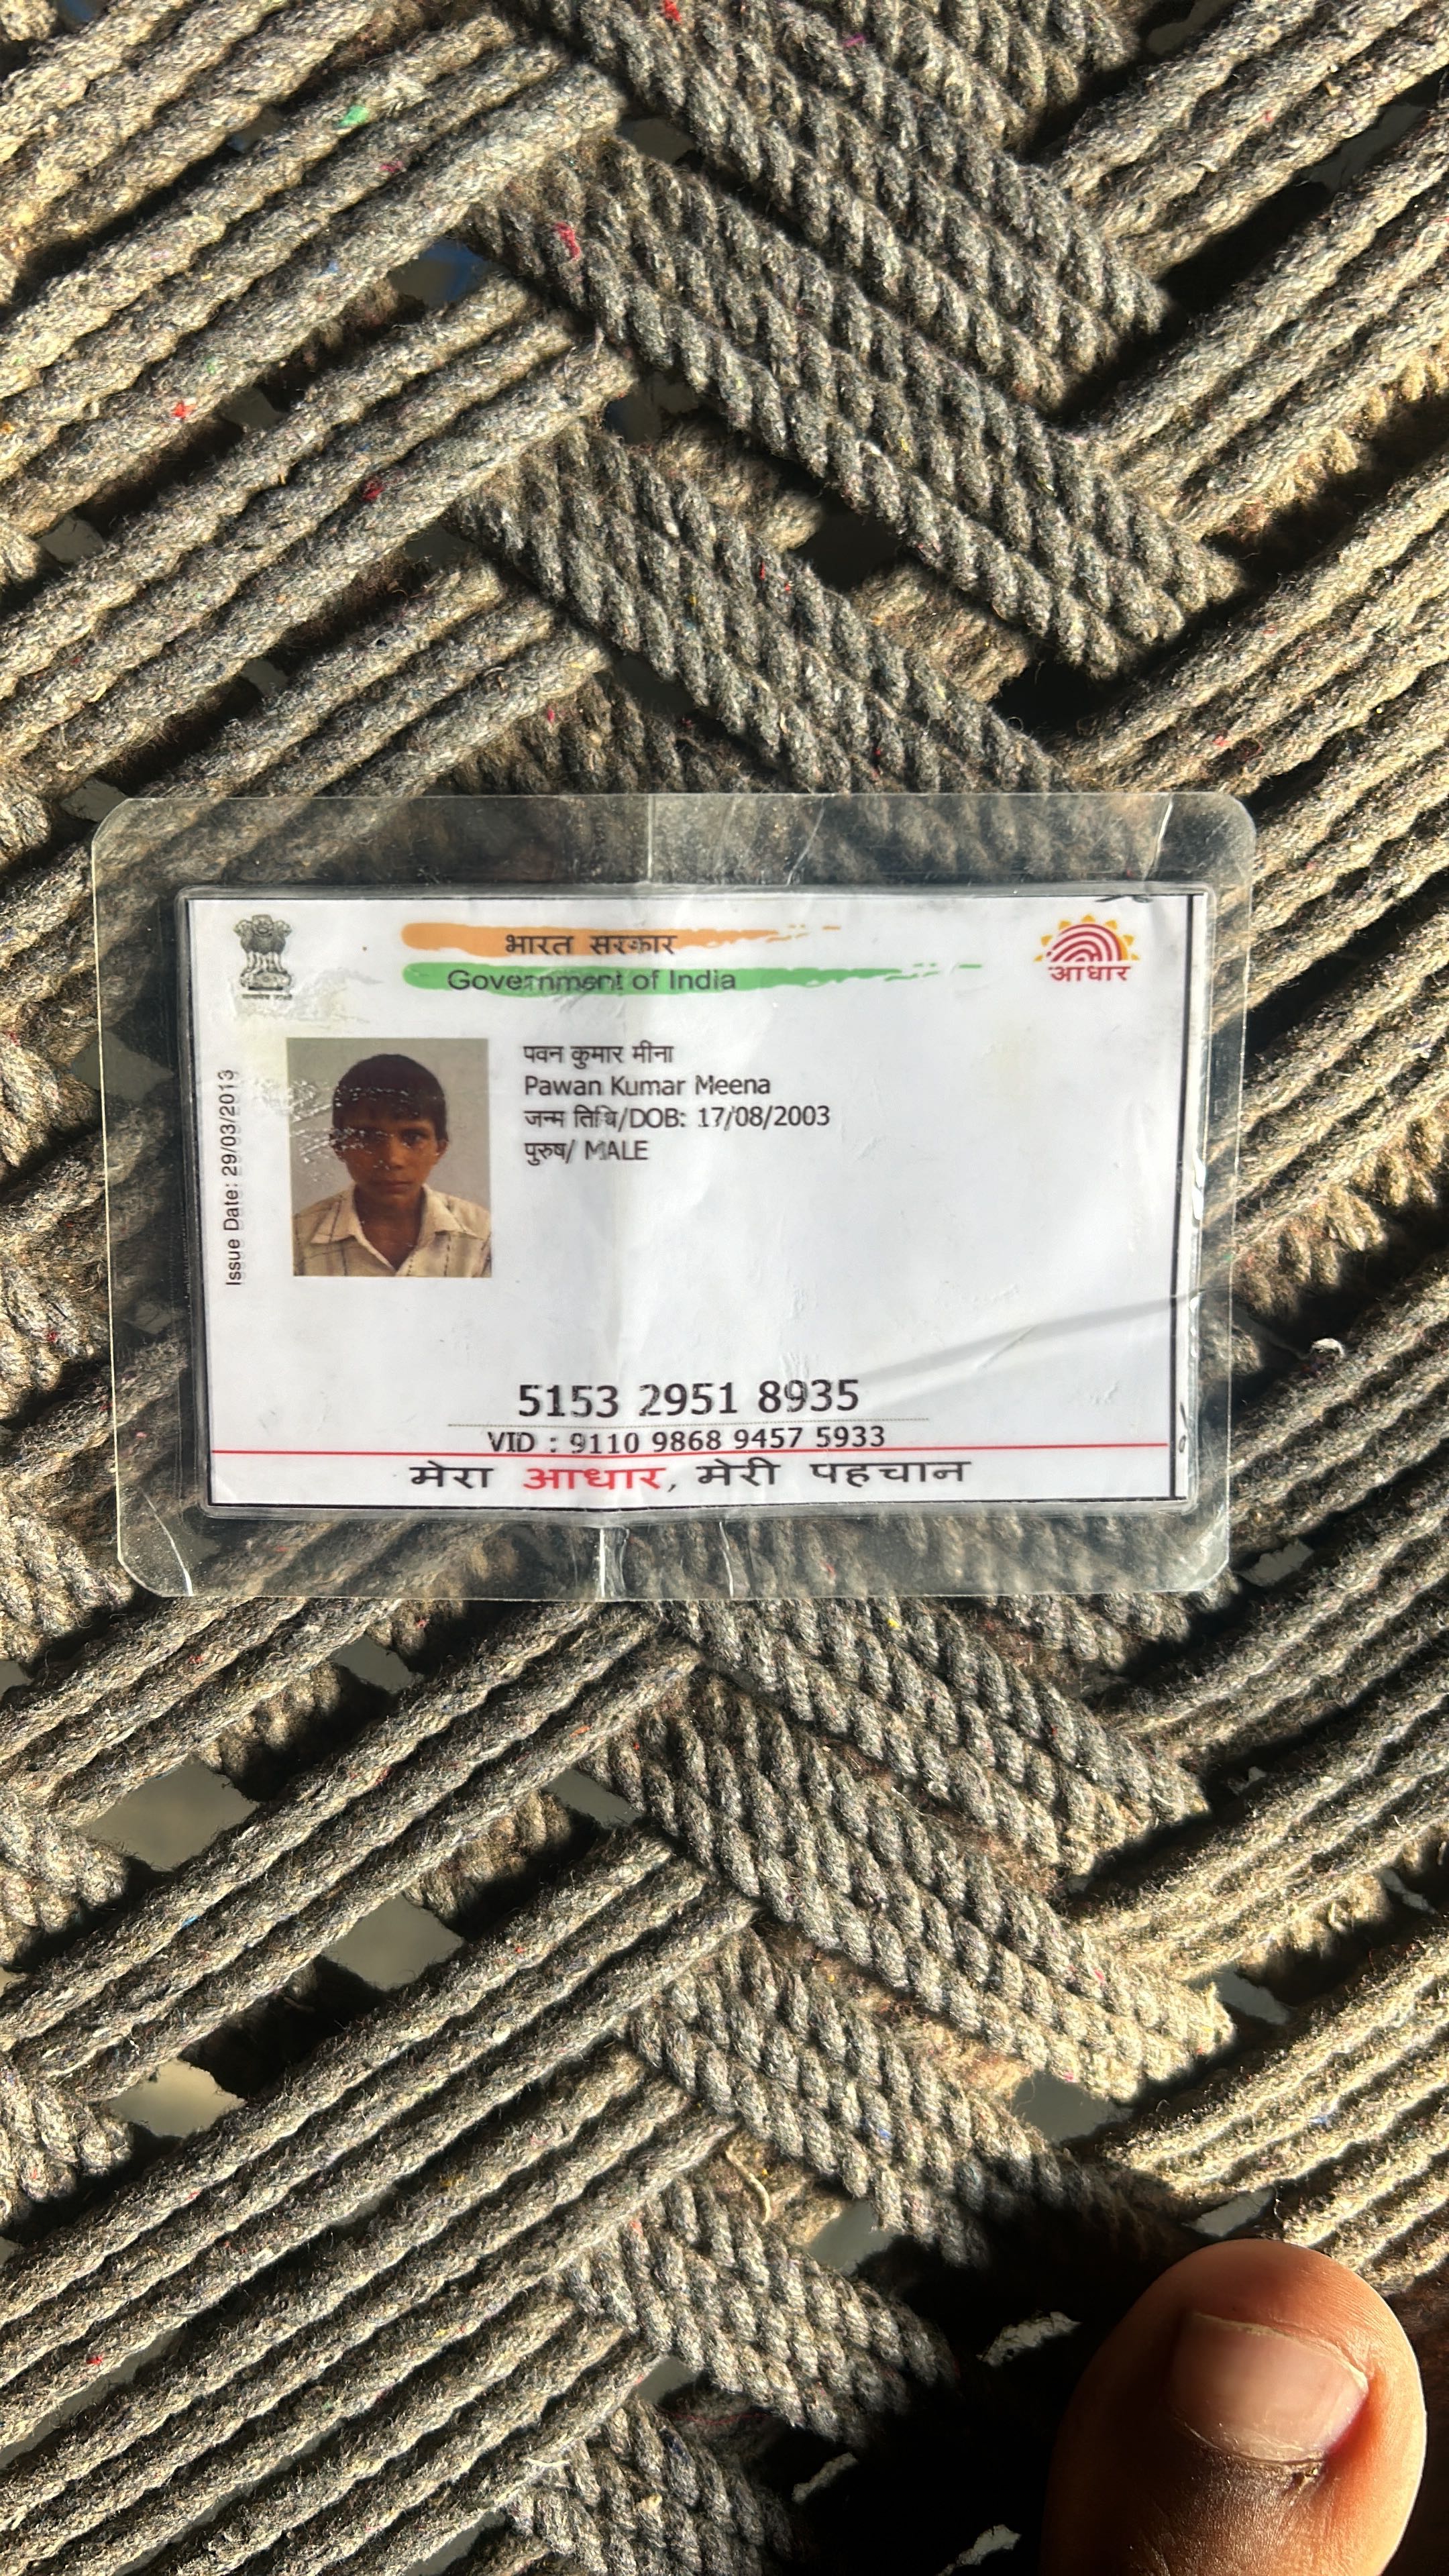 भारत सरकार
Government of India
आधार
Issue Date: 29/03/2013
पवन कुमार मीना
Pawan Kumar Meena
जन्म तिथि/DOB: 17/08/2003
पुरुष/ MALE
5153 2951 8935
VID : 9110 9868 9457 5933
मेरा आधार, मेरी पहचान